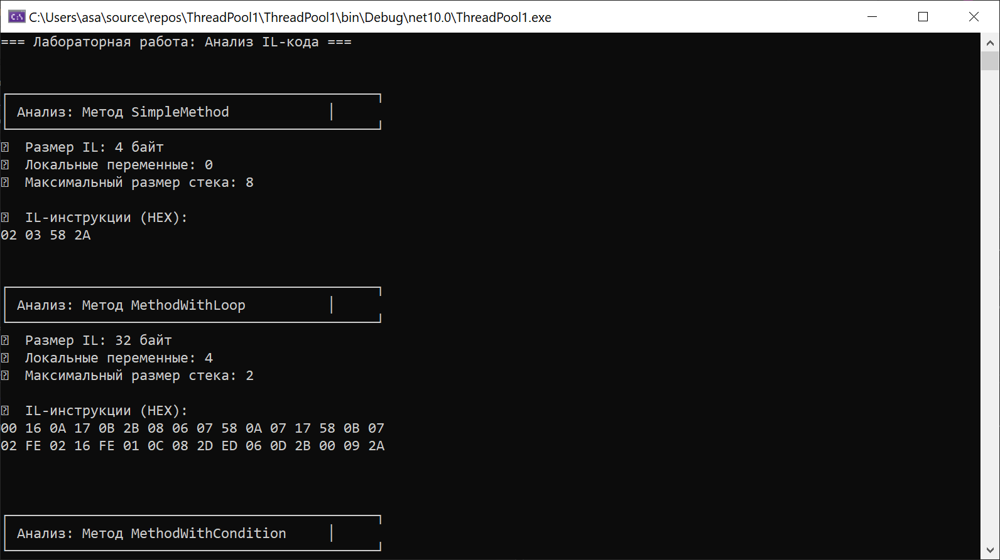 C:\Users\asa\source\repos\ThreadPool1\ThreadPool1\bin\Debug\net10.0\ThreadPool1.exe
=== Лабораторная работа: Анализ IL-кода ===
Анализ: Метод SimpleMethod
Размер IL: 4 байт
Локальные переменные: 0
Максимальный размер стека: 8
IL-инструкции (HEX):
02 03 58 2A
Анализ: Метод MethodWithLoop
Размер IL: 32 байт
Локальные переменные: 4
Максимальный размер стека: 2
IL-инструкции (HEX):
00 16 0A 17 0B 2B 08 06 07 58 0A 07 17 58 0B 07
02 FE 02 16 FE 01 0C 08 2D ED 06 0D 2B 00 09 2A
Анализ: Метод MethodWithCondition